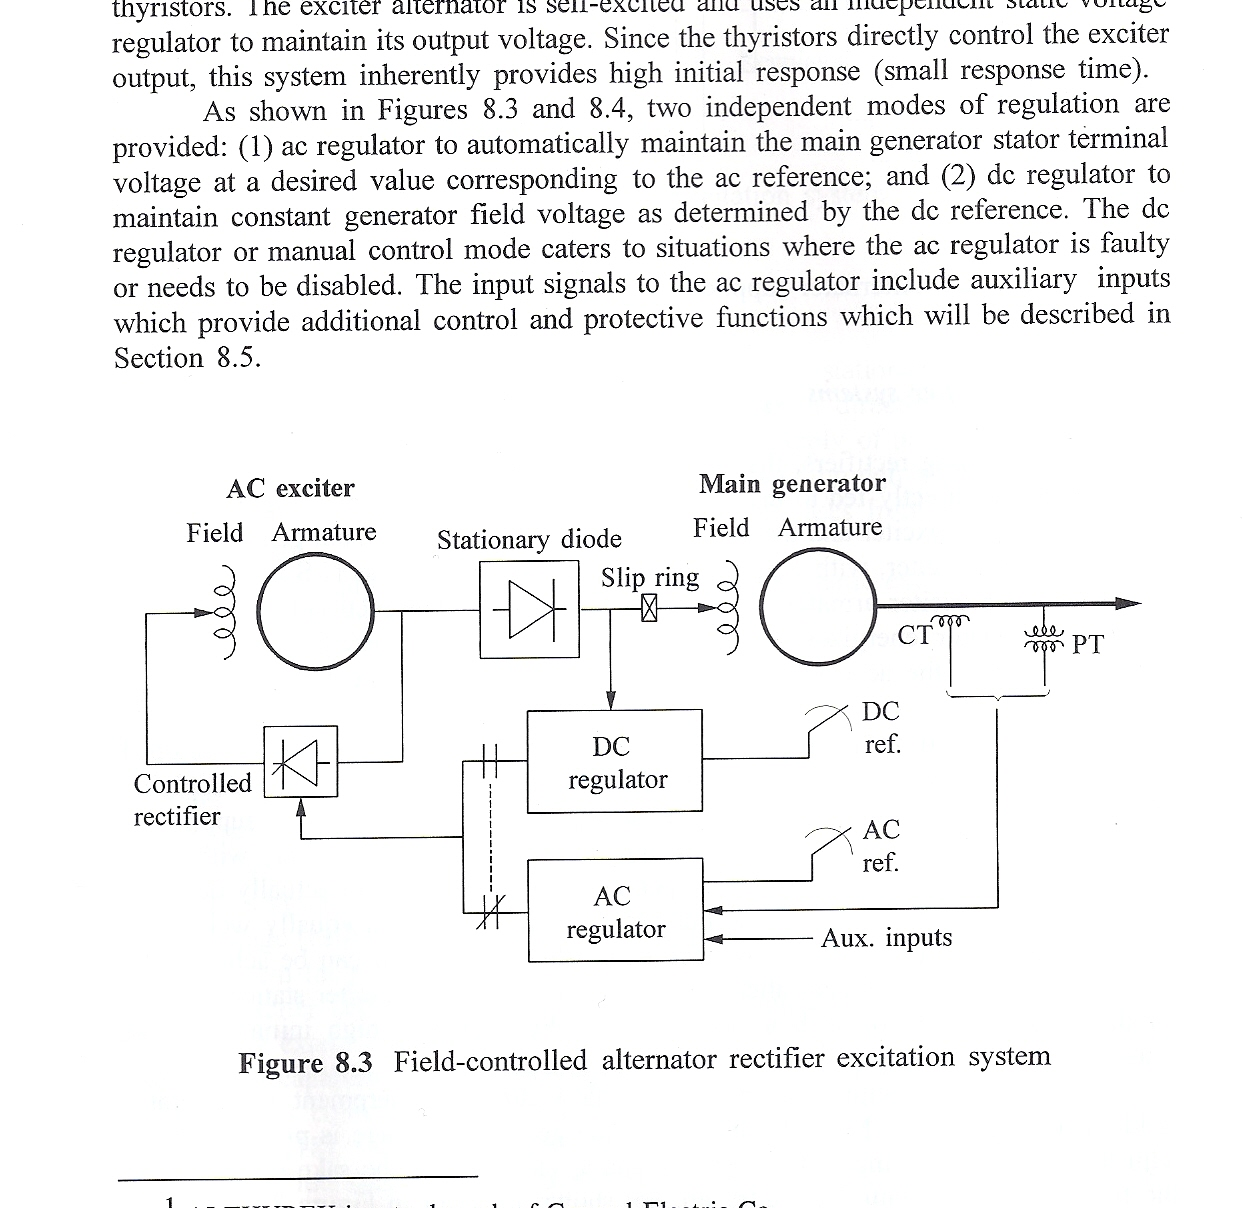 thyristors. The exciter alternator is self-excited and uses an independent static voltage
regulator to maintain its output voltage. Since the thyristors directly control the exciter
output, this system inherently provides high initial response (small response time).
As shown in Figures 8.3 and 8.4, two independent modes of regulation are
provided: (1) ac regulator to automatically maintain the main generator stator terminal
voltage at a desired value corresponding to the ac reference; and (2) dc regulator to
maintain constant generator field voltage as determined by the dc reference. The dc
regulator or manual control mode caters to situations where the ac regulator is faulty
or needs to be disabled. The input signals to the ac regulator include auxiliary inputs
which provide additional control and protective functions which will be described in
Section 8.5.
AC exciter
Main generator
Field Armature
Stationary diode
Field Armature
Slip ring
CT
PT
DC
ref.
DC
regulator
Controlled
rectifier
AC
ref.
AC
regulator
Aux. inputs
Figure 8.3 Field-controlled alternator rectifier excitation system